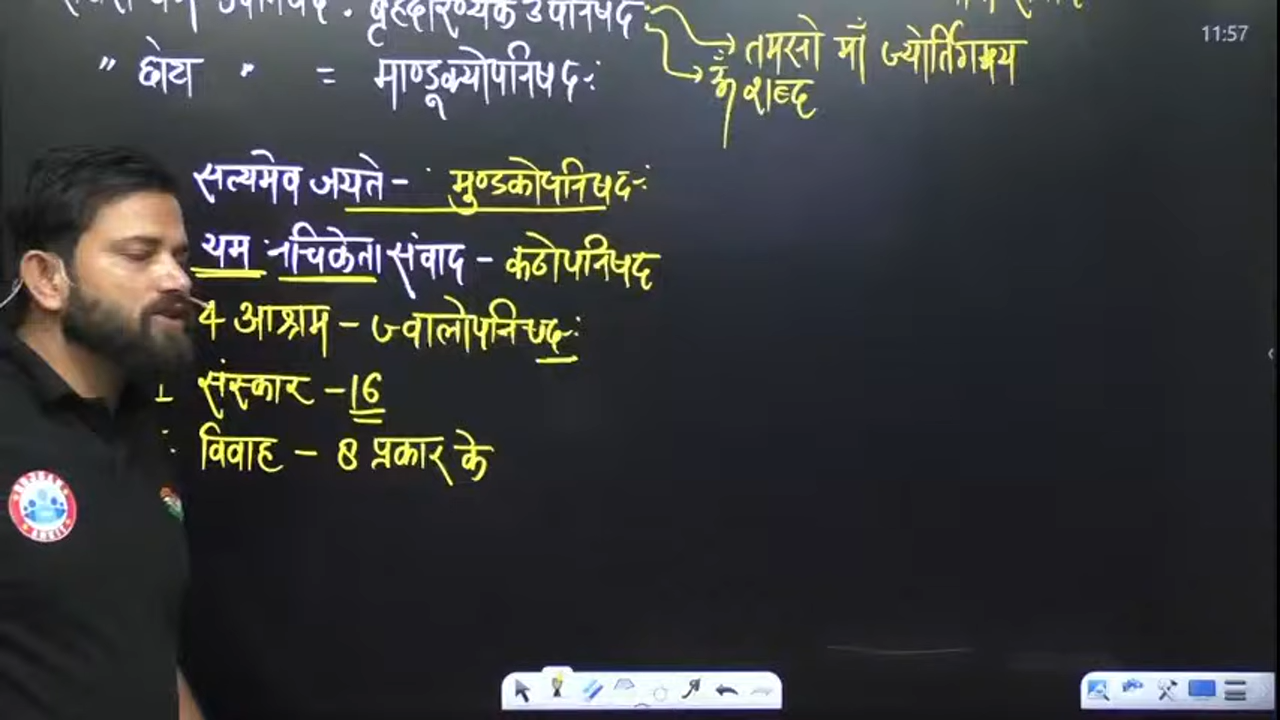 बृहदारण्यक उपनिषद:
11:57
→ तमसो माँ ज्योर्तिगमय
" छोटा " = माण्डूक्योपनिषद:
→ ॐ शब्द
सत्यमेव जयते - मुण्डकोपनिषद:
यम नचिकेता संवाद - कठोपनिषद
4 आश्रम - ज्वालोपनिषद:
संस्कार - 16
विवाह - 8 प्रकार के